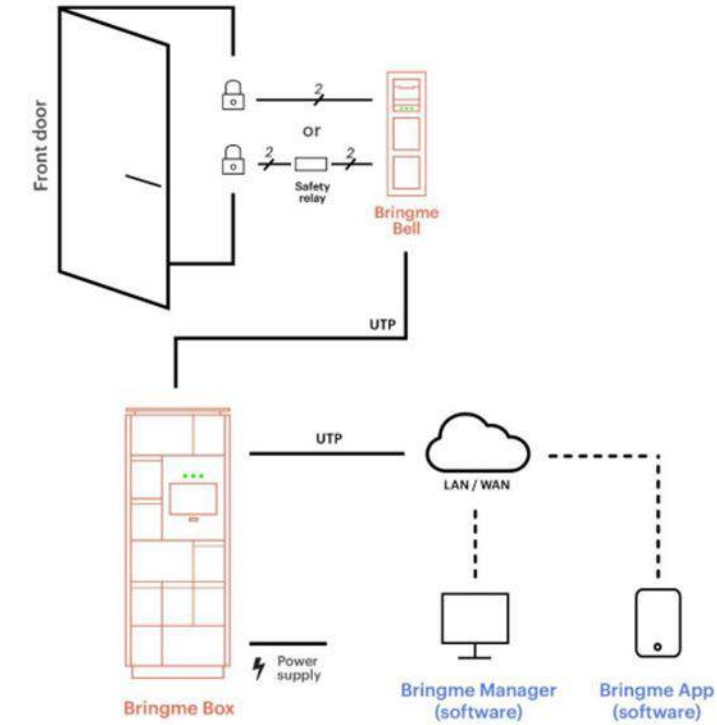 Front door
2
or
2
2
Safety
relay
Bringme
Bell
UTP
UTP
LAN / WAN
Power
supply
Bringme Box
Bringme Manager
(software)
Bringme App
(software)